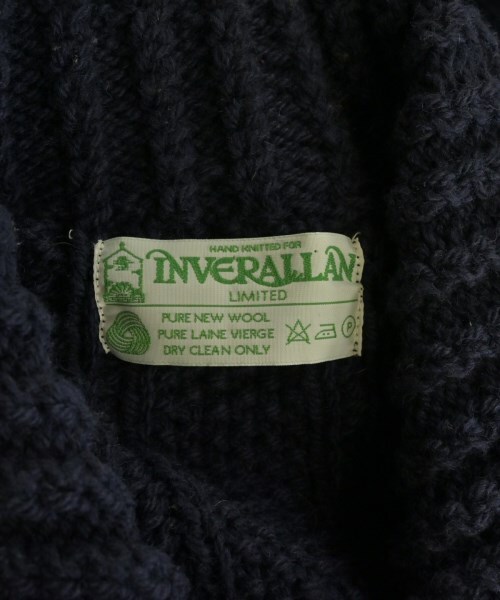 HAND KNITTED FOR
INVERALLAN
LIMITED
PURE NEW WOOL
PURE LAINE VIERGE
DRY CLEAN ONLY
P